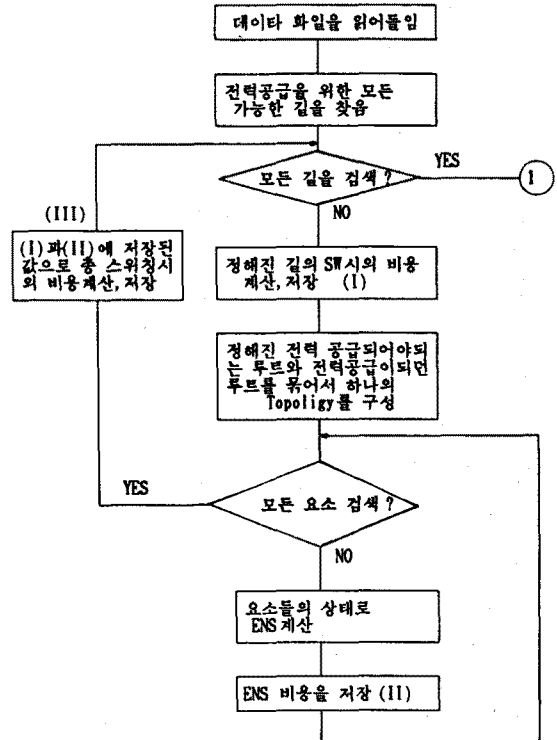 데이타 화일을 읽어들임
전력공급을 위한 모든
가능한 길을 찾음
모든 길을 검색?
YES
1
NO
(III)
(I)과(II)에 저장된
값으로 총 스위칭시
의 비용계산,저장
정해진 길의 SW시의 비용
계산,저장 (I)
정해진 전력 공급되어야되
는 루트와 전력공급이되던
루트를 묶어서 하나의
Topoligy를 구성
YES
모든 요소 검색?
NO
요소들의 상태로
ENS 계산
ENS 비용을 저장 (II)